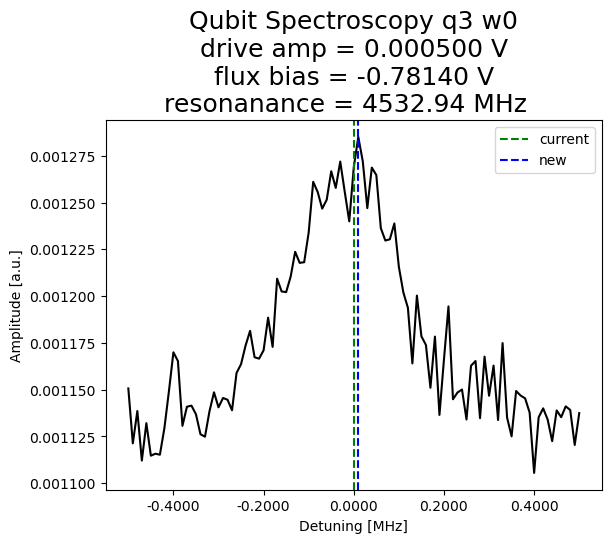 Qubit Spectroscopy q3 w0
drive amp = 0.000500 V
flux bias = -0.78140 V
resonanance = 4532.94 MHz
current
new
0.001275
0.001250
0.001225
0.001200
0.001175
0.001150
0.001125
0.001100
Amplitude [a.u.]
-0.4000 -0.2000 0.0000 0.2000 0.4000
Detuning [MHz]